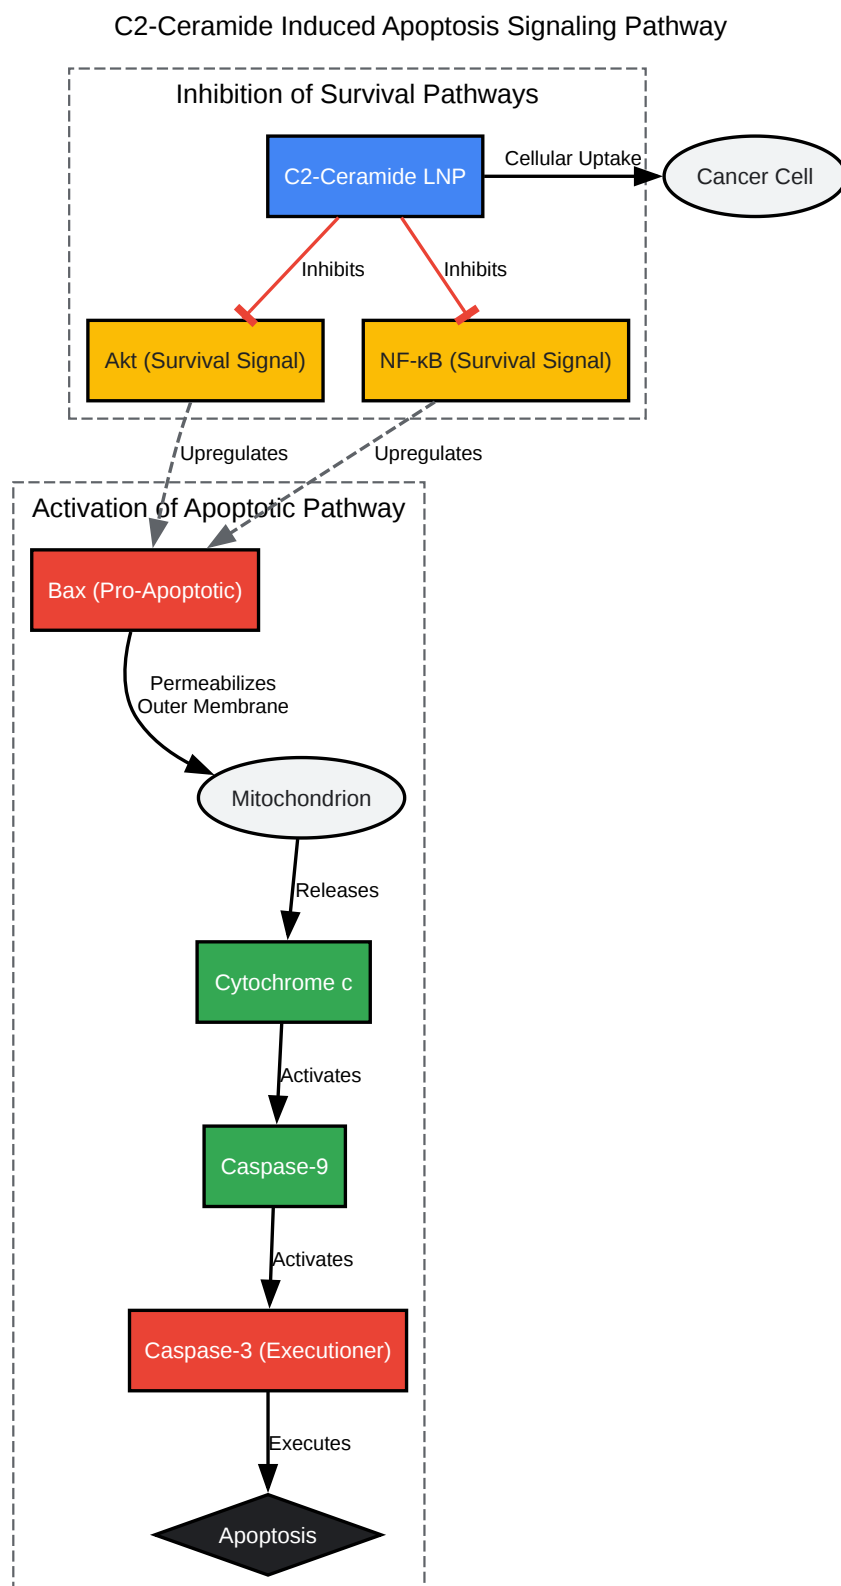 C2-Ceramide Induced Apoptosis Signaling Pathway
Inhibition of Survival Pathways
C2-Ceramide LNP
Cellular Uptake
Cancer Cell
Inhibits
Inhibits
Akt (Survival Signal)
NF-κB (Survival Signal)
Upregulates
Upregulates
Activation of Apoptotic Pathway
Bax (Pro-Apoptotic)
Permeabilizes
Outer Membrane
Mitochondrion
Releases
Cytochrome c
Activates
Caspase-9
Activates
Caspase-3 (Executioner)
Executes
Apoptosis